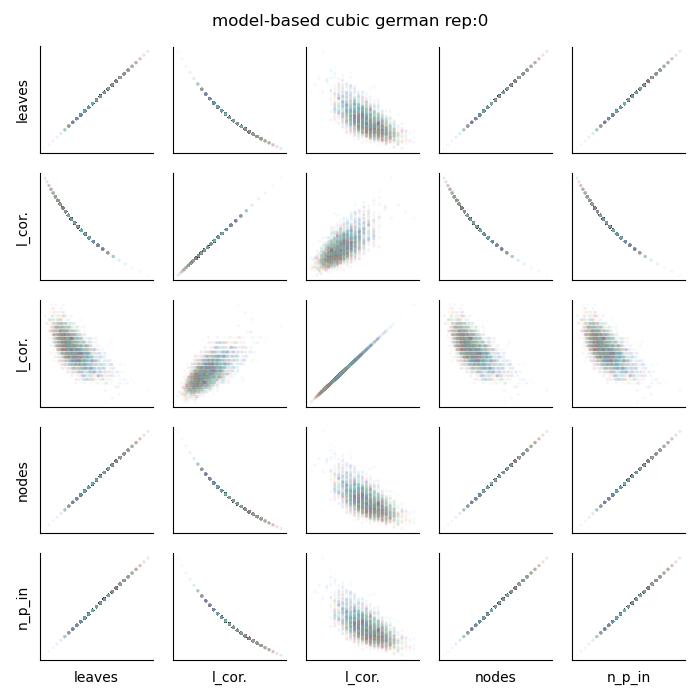 model-based cubic german rep:0
leaves
l_cor.
l_cor.
nodes
n_p_in
leaves
l_cor.
l_cor.
nodes
n_p_in